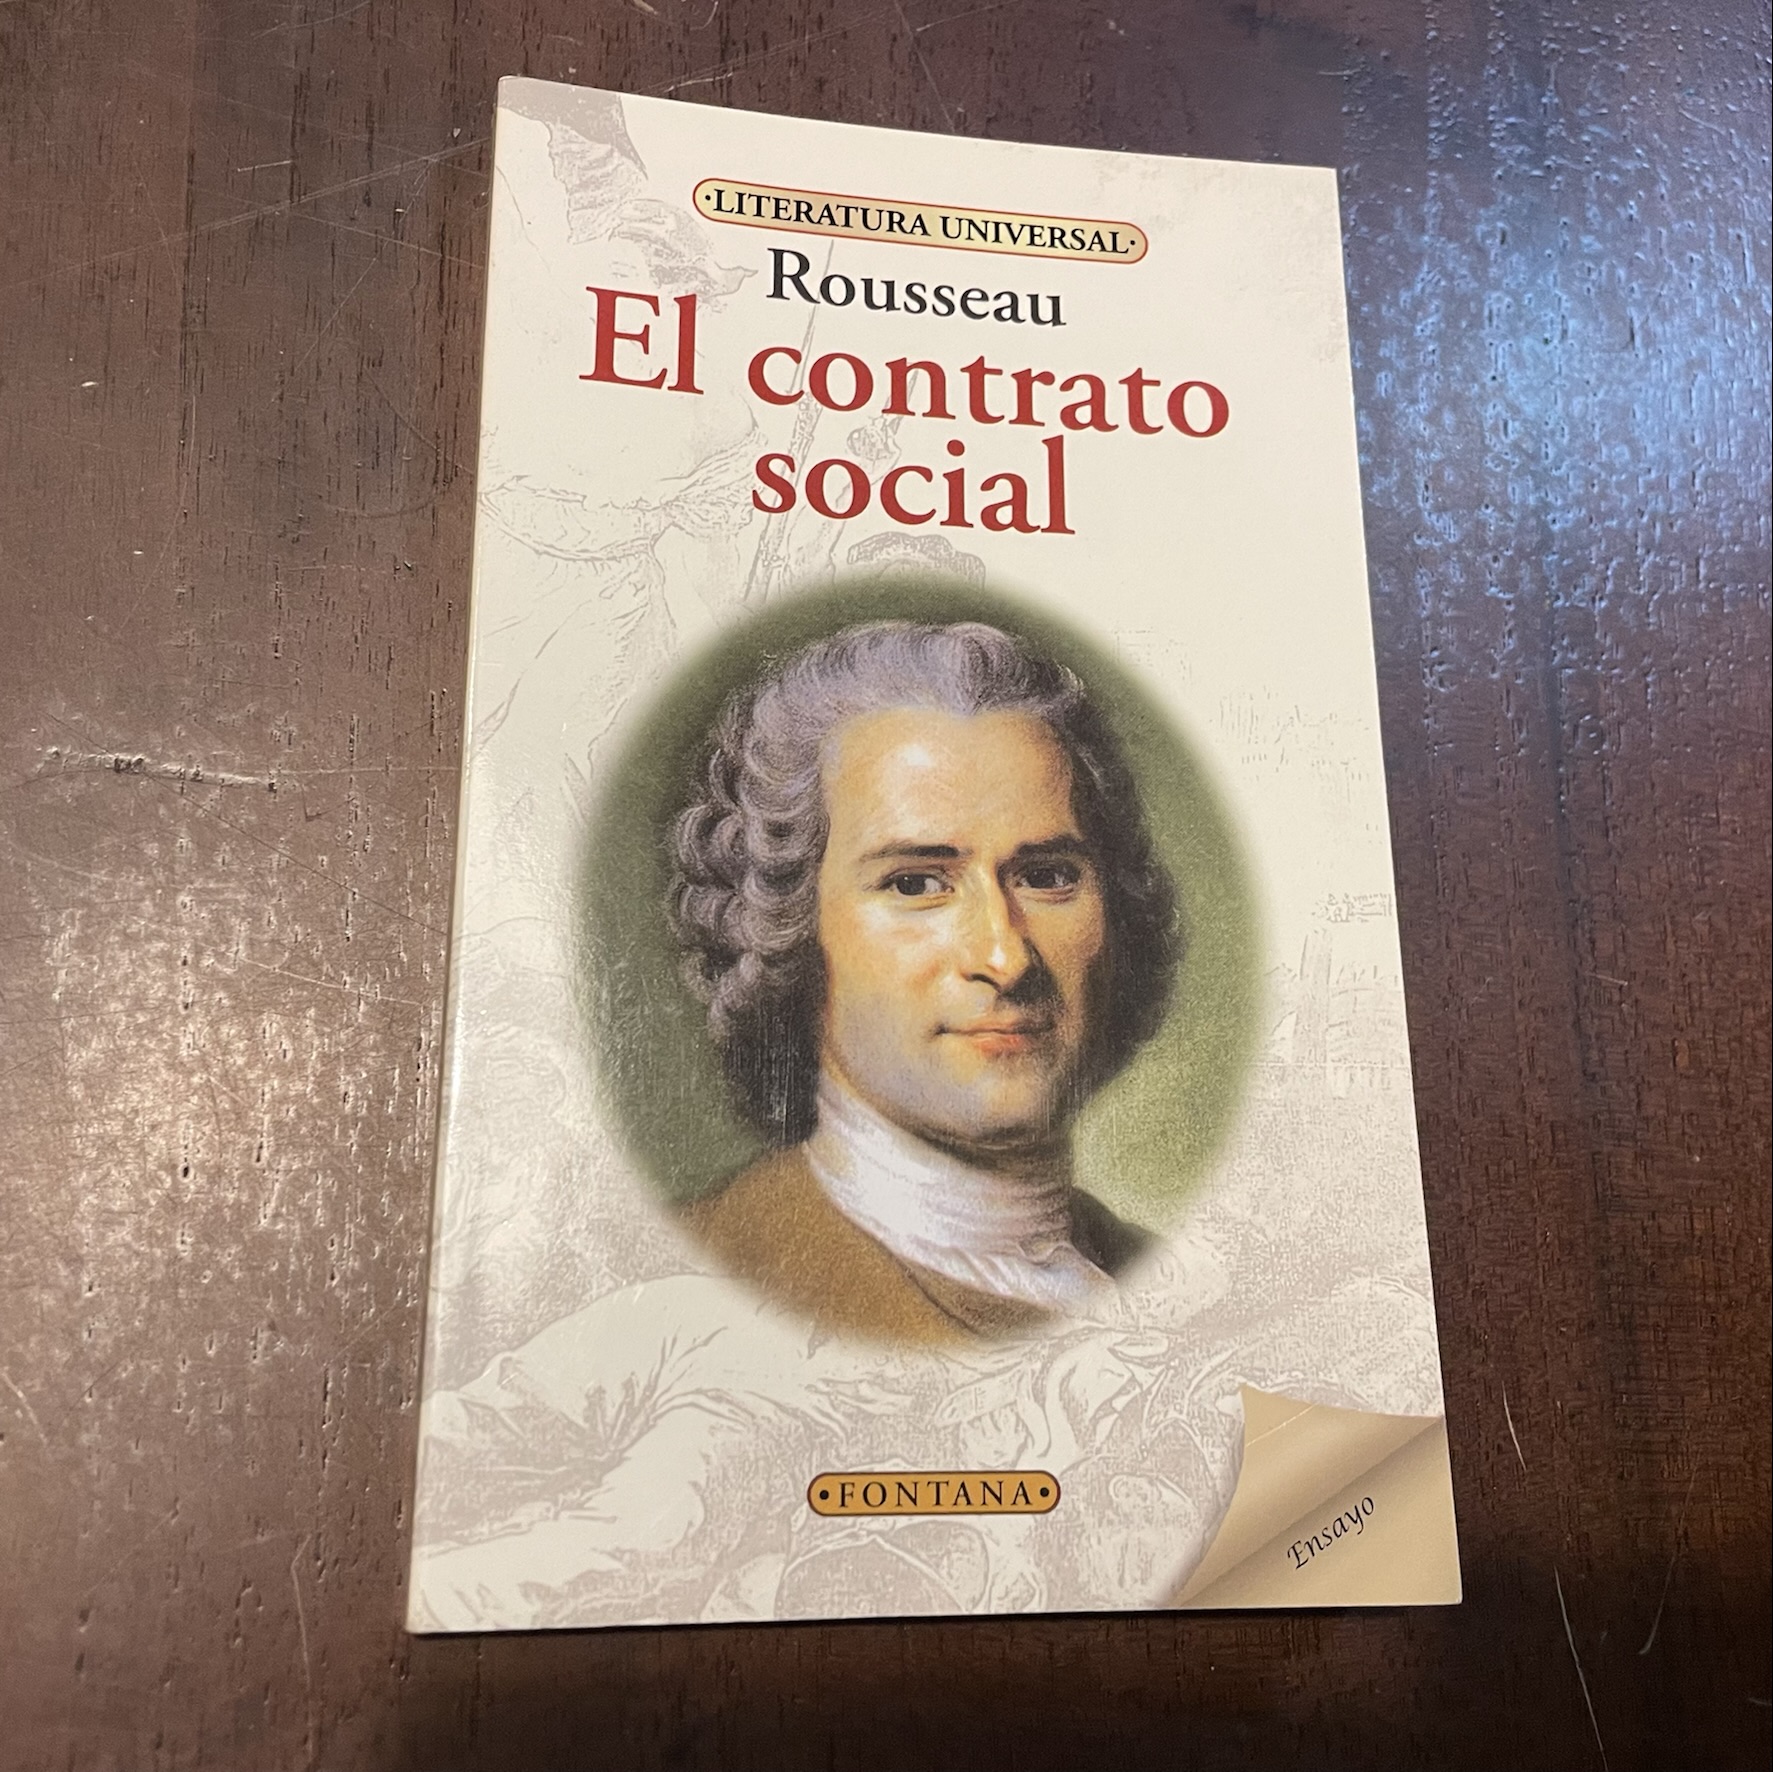 ·LITERATURA UNIVERSAL·
Rousseau
El contrato
social
·FONTANA·
Ensayo